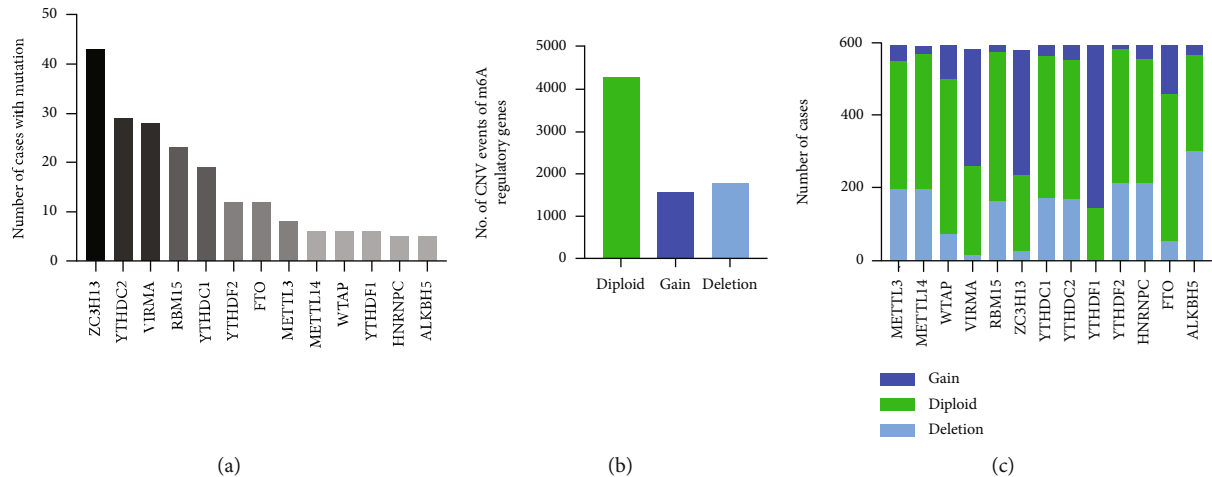 Number of cases with mutation
50
40
30
20
10
0
ZC3H13
YTHDC2
VIRMA
RBM15
YTHDC1
YTHDF2
FTO
METTL3
METTL14
WTAP
YTHDF1
HNRNPC
ALKBH5
(a)
No. of CNV events of m6A
regulatory genes
5000
4000
3000
2000
1000
0
Diploid
Gain
Deletion
(b)
Number of cases
600
400
200
0
METTL3
METTL14
WTAP
VIRMA
RBM15
ZC3H13
YTHDC1
YTHDC2
YTHDF1
YTHDF2
HNRNPC
FTO
ALKBH5
Gain
Diploid
Deletion
(c)